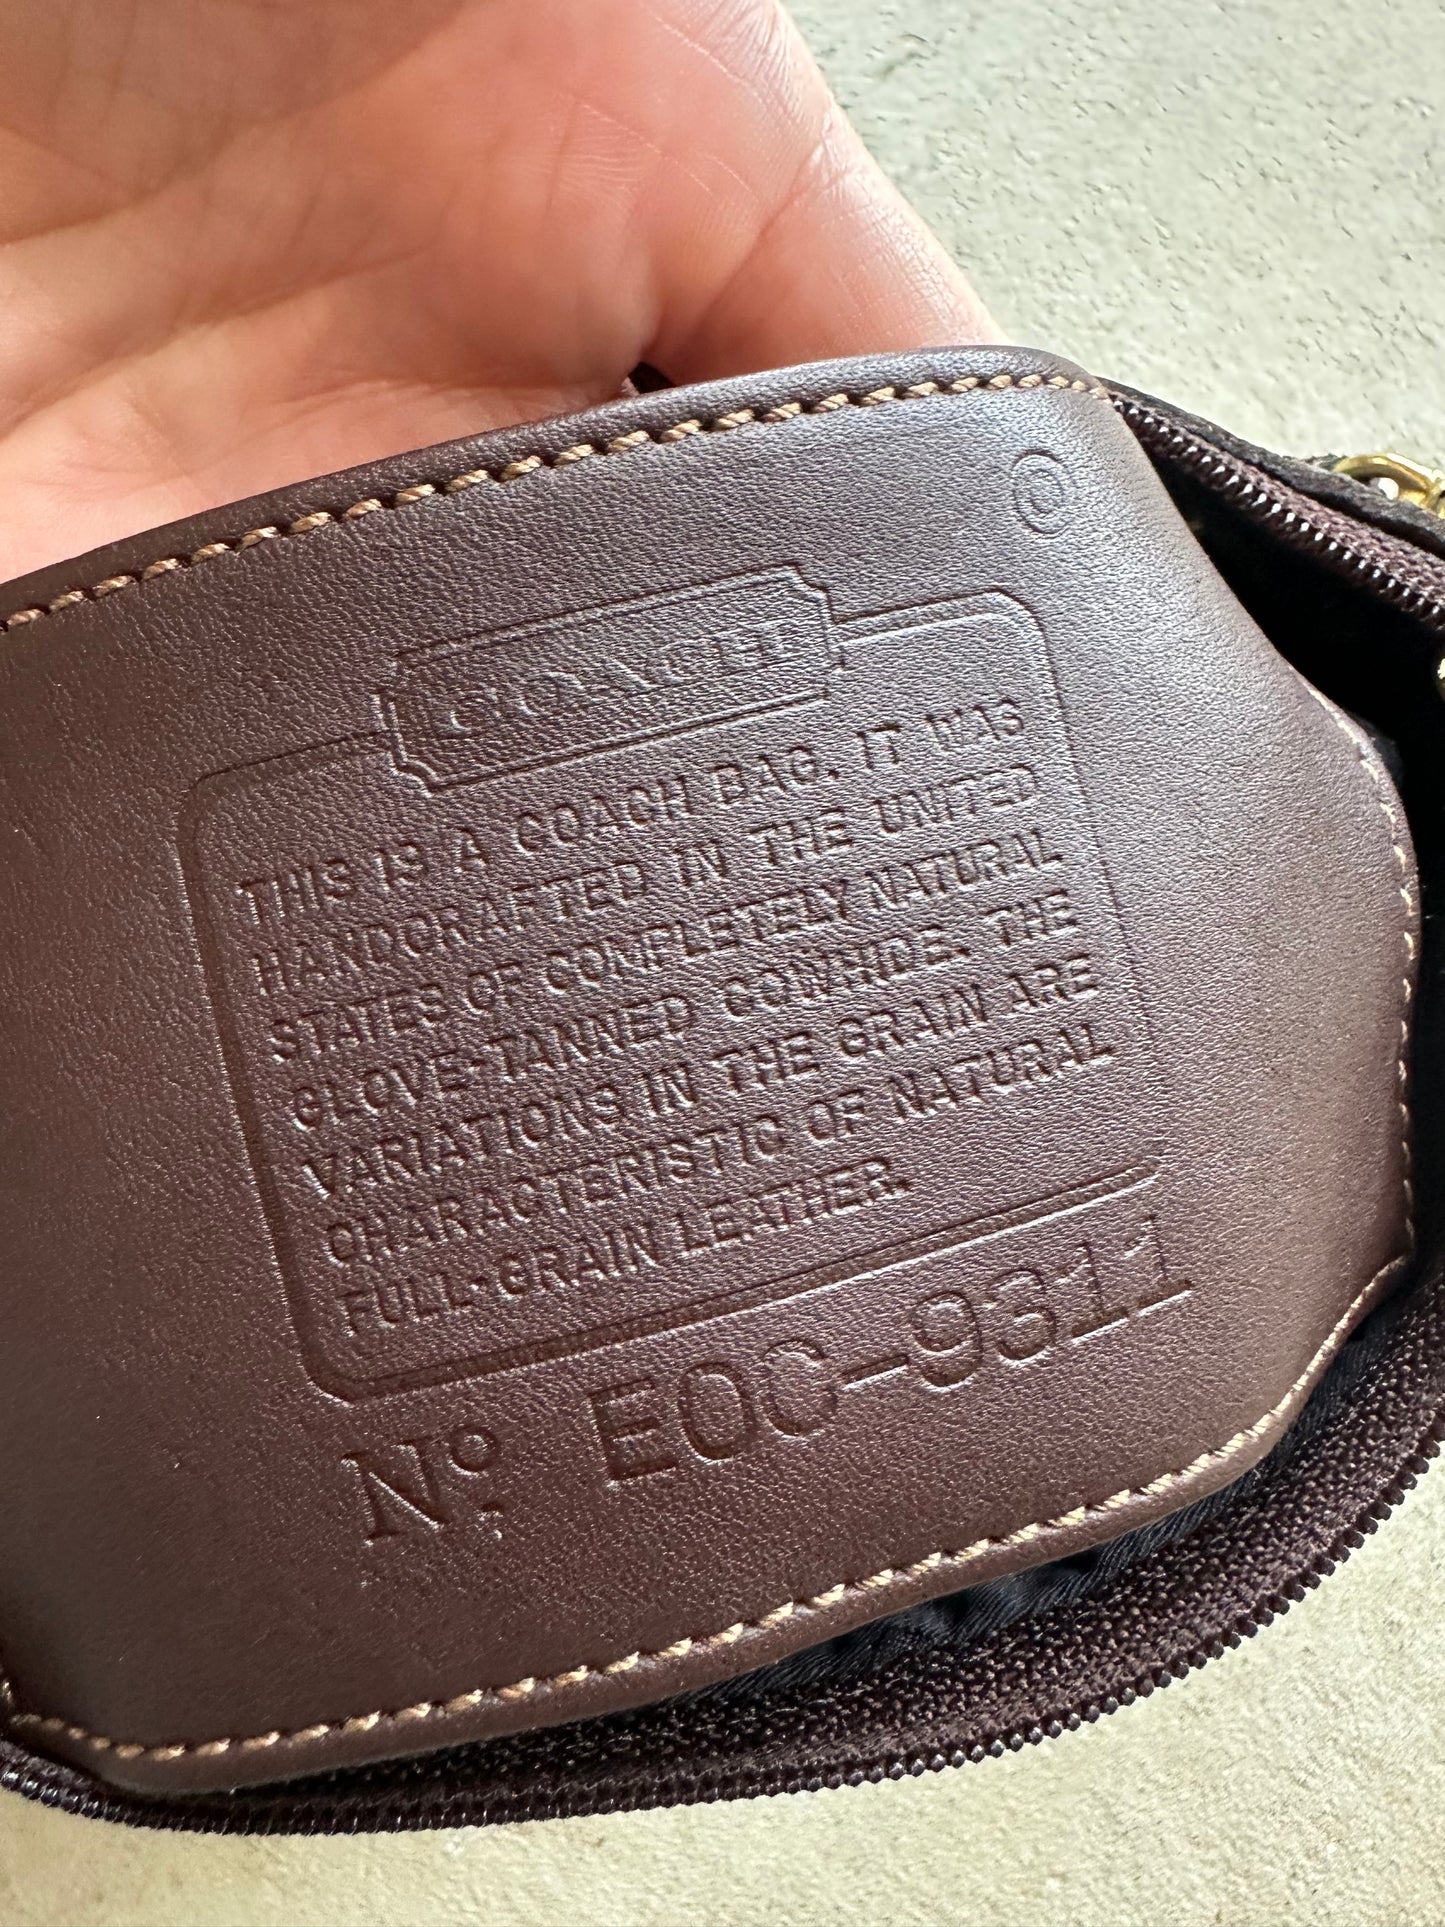 ©
COACH
THIS IS A COACH BAG. IT WAS
HANDCRAFTED IN THE UNITED
STATES OF COMPLETELY NATURAL
GLOVE-TANNED COWHIDE. THE
VARIATIONS IN THE GRAIN ARE
CHARACTERISTIC OF NATURAL
FULL-GRAIN LEATHER.
Nº. EOC-9311